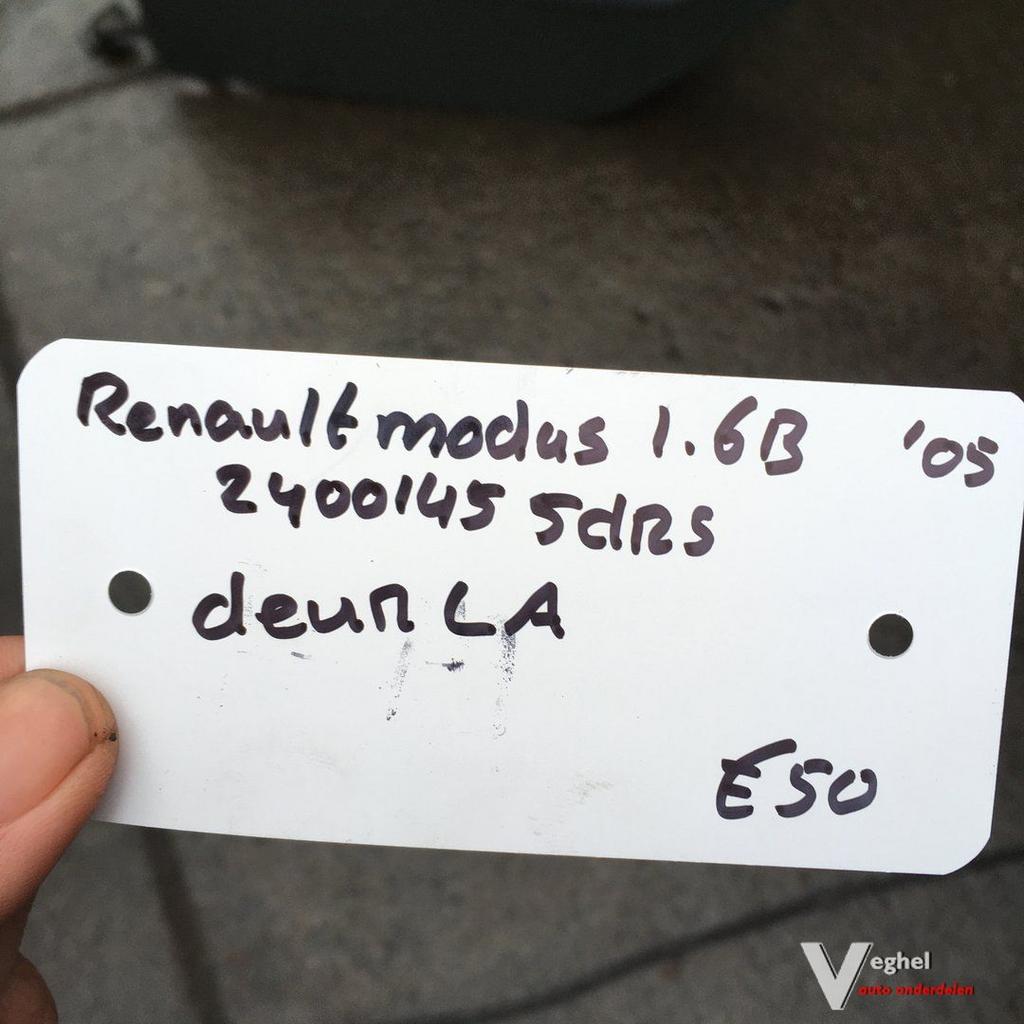 Renault modus 1.6B '05
2400145 5dRS
deuR LA
€50
Veghel
auto onderdelen